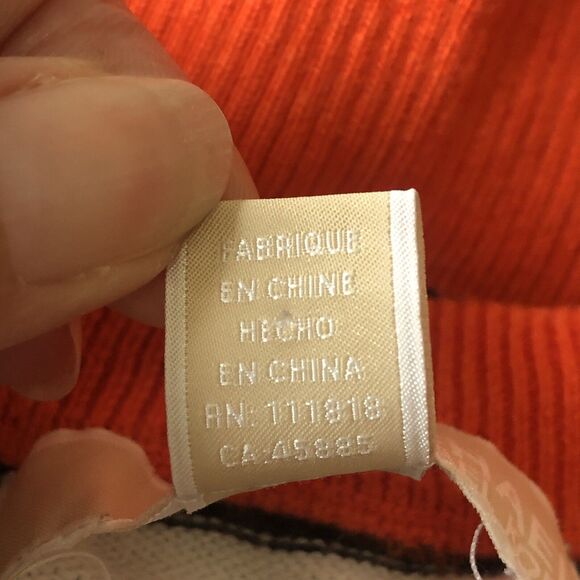 FABRIQUE
EN CHINE
HECHO
EN CHINA
RN: 111818
CA:45885